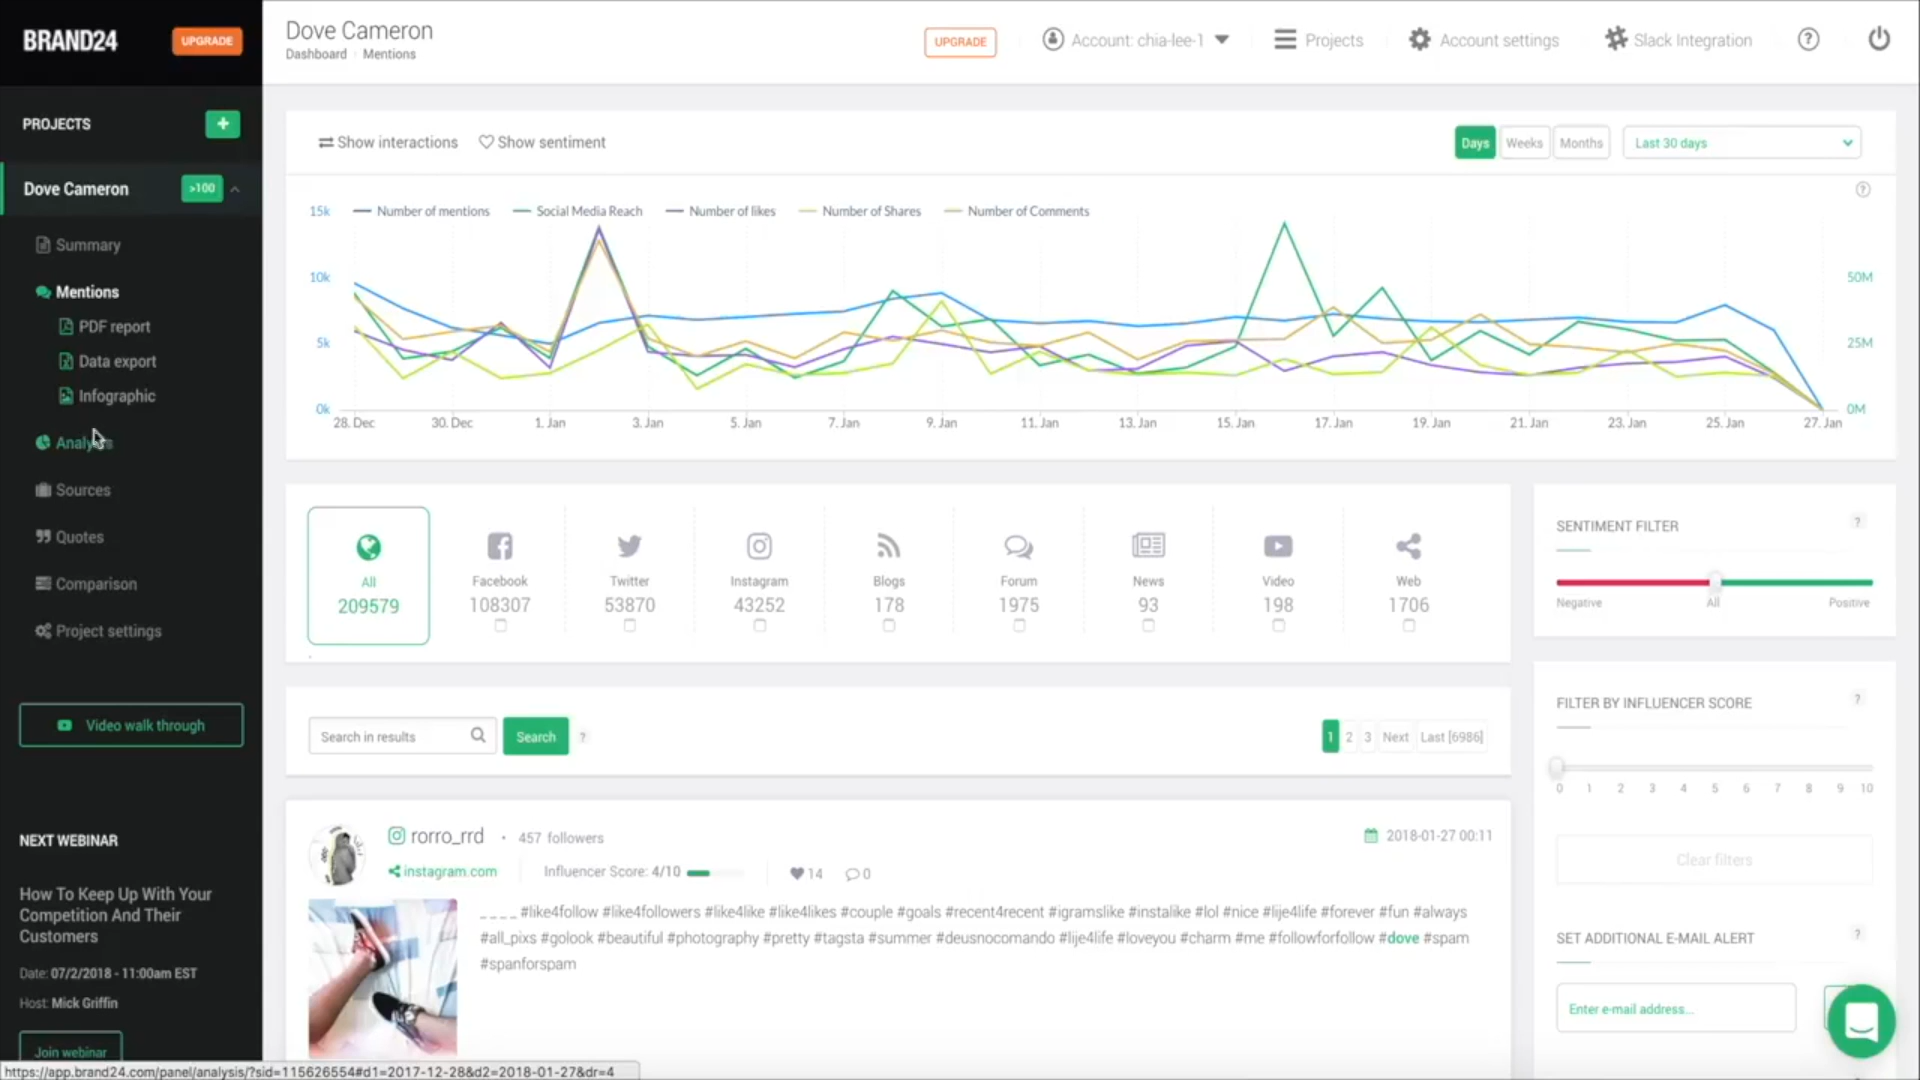 BRAND24
UPGRADE
PROJECTS
+
Dove Cameron
>100
Summary
Mentions
PDF report
Data export
Infographic
Analysis
Sources
Quotes
Comparison
Project settings
Video walk through
NEXT WEBINAR
How To Keep Up With Your
Competition And Their
Customers
Date: 07/2/2018 - 11:00am EST
Host: Mick Griffin
Join webinar
Dove Cameron
Dashboard Mentions
UPGRADE
Account: chia-lee-1
Projects
Account settings
Slack Integration
?
Show interactions Show sentiment
Days Weeks Months Last 30 days
?
15k Number of mentions Social Media Reach Number of likes Number of Shares Number of Comments
10k 50M
5k 25M
0k 0M
28. Dec 30. Dec 1. Jan 3. Jan 5. Jan 7. Jan 9. Jan 11. Jan 13. Jan 15. Jan 17. Jan 19. Jan 21. Jan 23. Jan 25. Jan 27. Jan
All Facebook Twitter Instagram Blogs Forum News Video Web
209579 108307 53870 43252 178 1975 93 198 1706
Search in results Search ? 1 2 3 Next Last [6986]
rorro_rrd · 457 followers 2018-01-27 00:11
instagram.com Influencer Score: 4/10 14 0
_ _ _ _ #like4follow #like4followers #like4like #like4likes #couple #goals #recent4recent #igramslike #instalike #lol #nice #lije4life #forever #fun #always
#all_pixs #golook #beautiful #photography #pretty #tagsta #summer #deusnocomando #lije4life #loveyou #charm #me #followforfollow #dove #spam
#spanforspam
SENTIMENT FILTER ?
Negative All Positive
FILTER BY INFLUENCER SCORE ?
0 1 2 3 4 5 6 7 8 9 10
Clear filters
SET ADDITIONAL E-MAIL ALERT ?
Enter e-mail address...
https://app.brand24.com/panel/analysis/?sid=115626554#d1=2017-12-28&d2=2018-01-27&dr=4